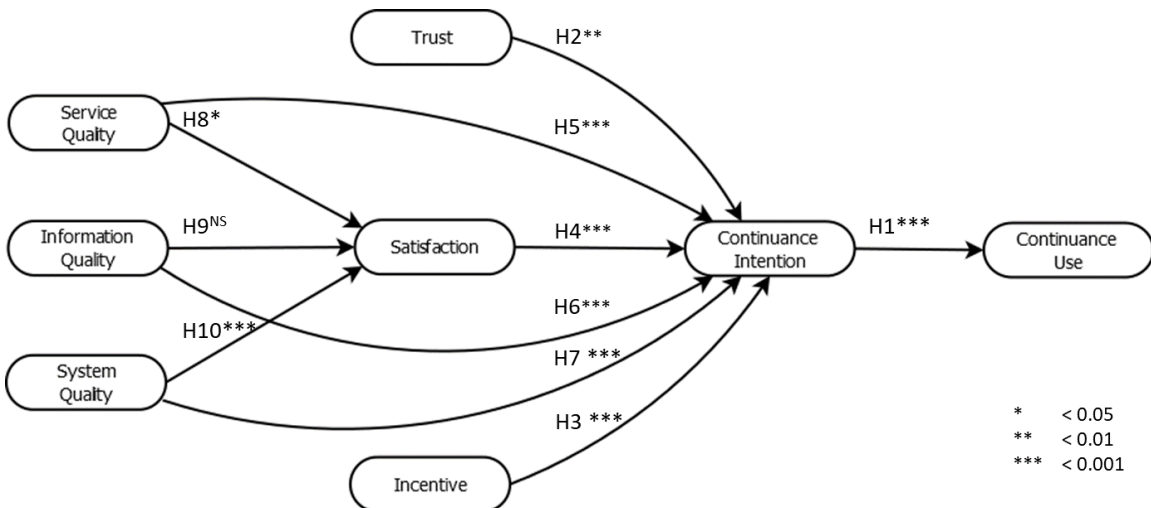 Trust
H2**
Service
Quality
H8*
H5***
Information
Quality
H9NS
Satisfaction
H4***
Continuance
Intention
H1***
Continuance
Use
H6***
H10***
System
Quality
H7 ***
H3 ***
Incentive
* < 0.05
** < 0.01
*** < 0.001